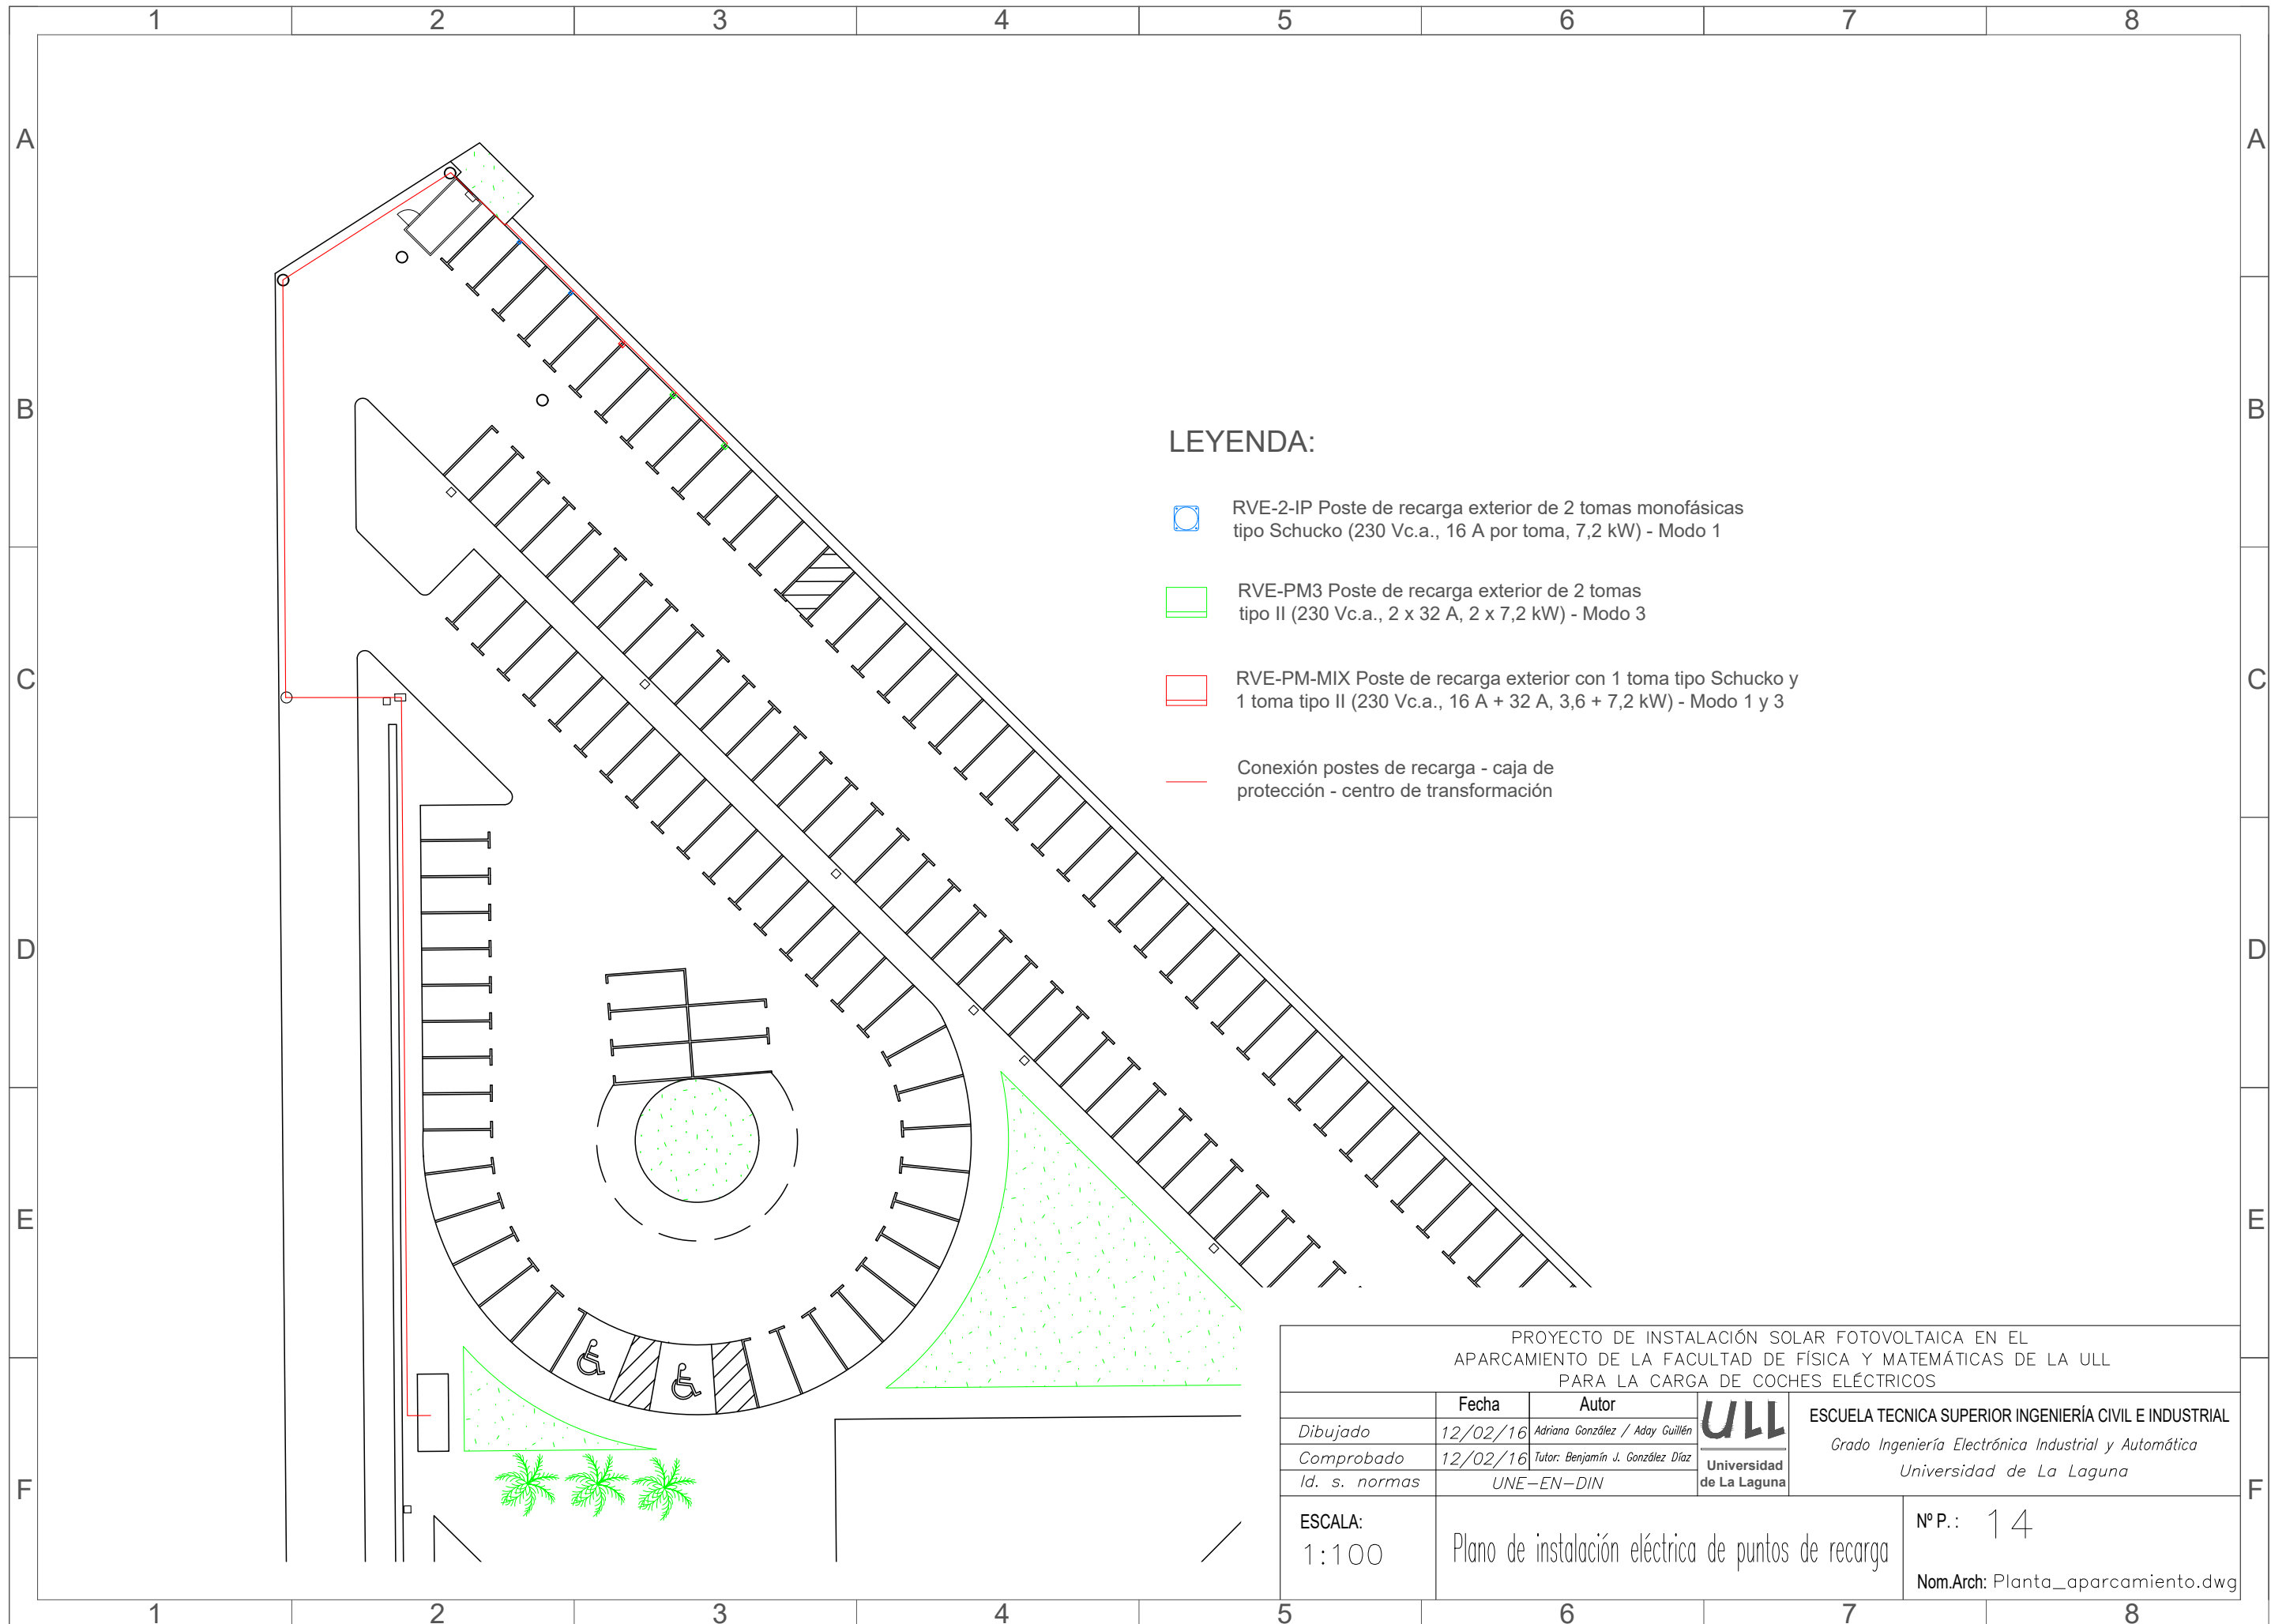 1 2 3 4 5 6 7 8
A A
B B
C C
D D
E E
F F
LEYENDA:
RVE-2-IP Poste de recarga exterior de 2 tomas monofásicas
tipo Schucko (230 Vc.a., 16 A por toma, 7,2 kW) - Modo 1
RVE-PM3 Poste de recarga exterior de 2 tomas
tipo II (230 Vc.a., 2 x 32 A, 2 x 7,2 kW) - Modo 3
RVE-PM-MIX Poste de recarga exterior con 1 toma tipo Schucko y
1 toma tipo II (230 Vc.a., 16 A + 32 A, 3,6 + 7,2 kW) - Modo 1 y 3
Conexión postes de recarga - caja de
protección - centro de transformación
PROYECTO DE INSTALACIÓN SOLAR FOTOVOLTAICA EN EL
APARCAMIENTO DE LA FACULTAD DE FÍSICA Y MATEMÁTICAS DE LA ULL
PARA LA CARGA DE COCHES ELÉCTRICOS
Fecha Autor
Dibujado 12/02/16 Adriana González / Aday Guillén
Comprobado 12/02/16 Tutor: Benjamín J. González Díaz
Id. s. normas UNE-EN-DIN
ULL
Universidad
de La Laguna
ESCUELA TECNICA SUPERIOR INGENIERÍA CIVIL E INDUSTRIAL
Grado Ingeniería Electrónica Industrial y Automática
Universidad de La Laguna
ESCALA:
1:100
Plano de instalación eléctrica de puntos de recarga
Nº P. : 14
Nom.Arch: Planta_aparcamiento.dwg
1 2 3 4 5 6 7 8